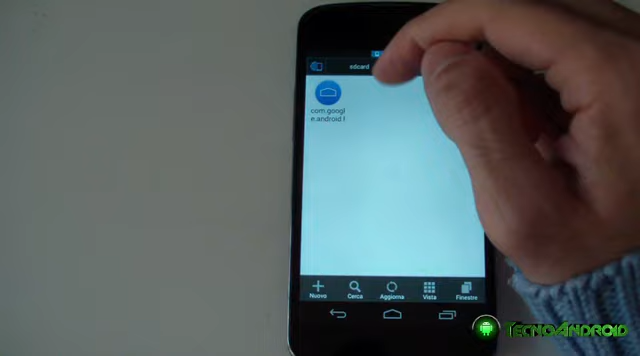 sdcard
com.googl
e.android.l
Nuovo
Cerca
Aggiorna
Vista
Finestre
TecnoAndroid